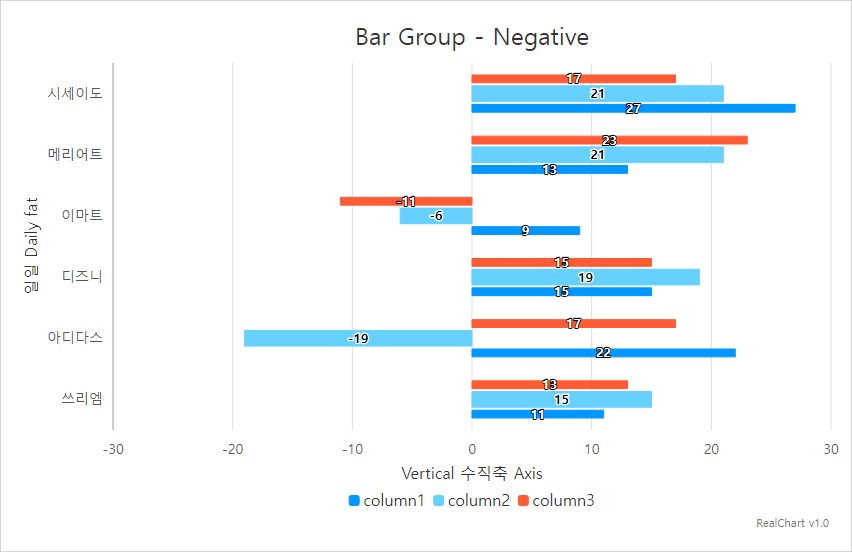 Bar Group - Negative
일일 Daily fat
시세이도
17
21
27
메리어트
23
21
13
이마트
-11
-6
9
디즈니
15
19
15
아디다스
17
-19
22
쓰리엠
13
15
11
-30 -20 -10 0 10 20 30
Vertical 수직축 Axis
column1 column2 column3
RealChart v1.0